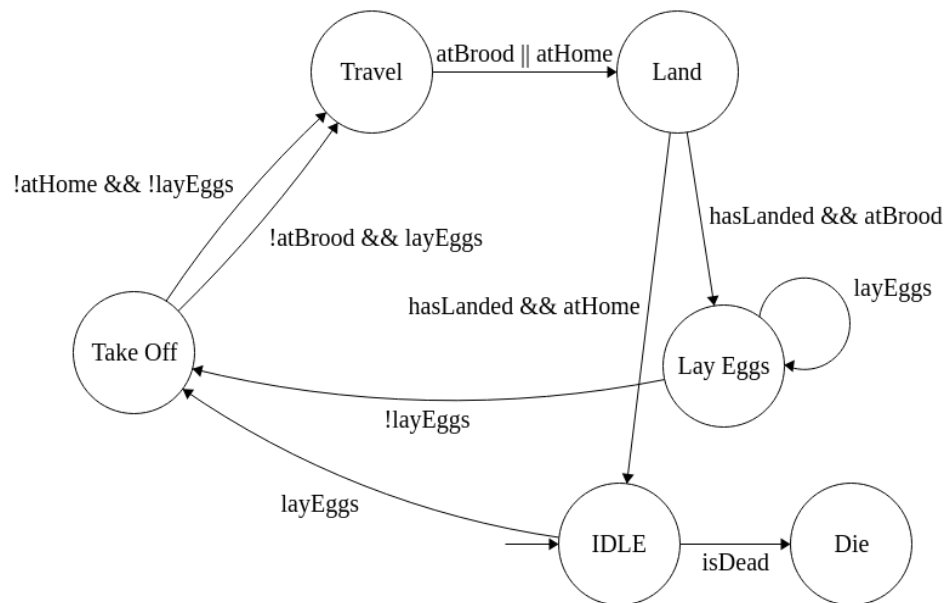 atBrood || atHome
Travel
Land
!atHome && !layEggs
hasLanded && atBrood
!atBrood && layEggs
layEggs
hasLanded && atHome
Take Off
Lay Eggs
!layEggs
layEggs
IDLE
Die
isDead